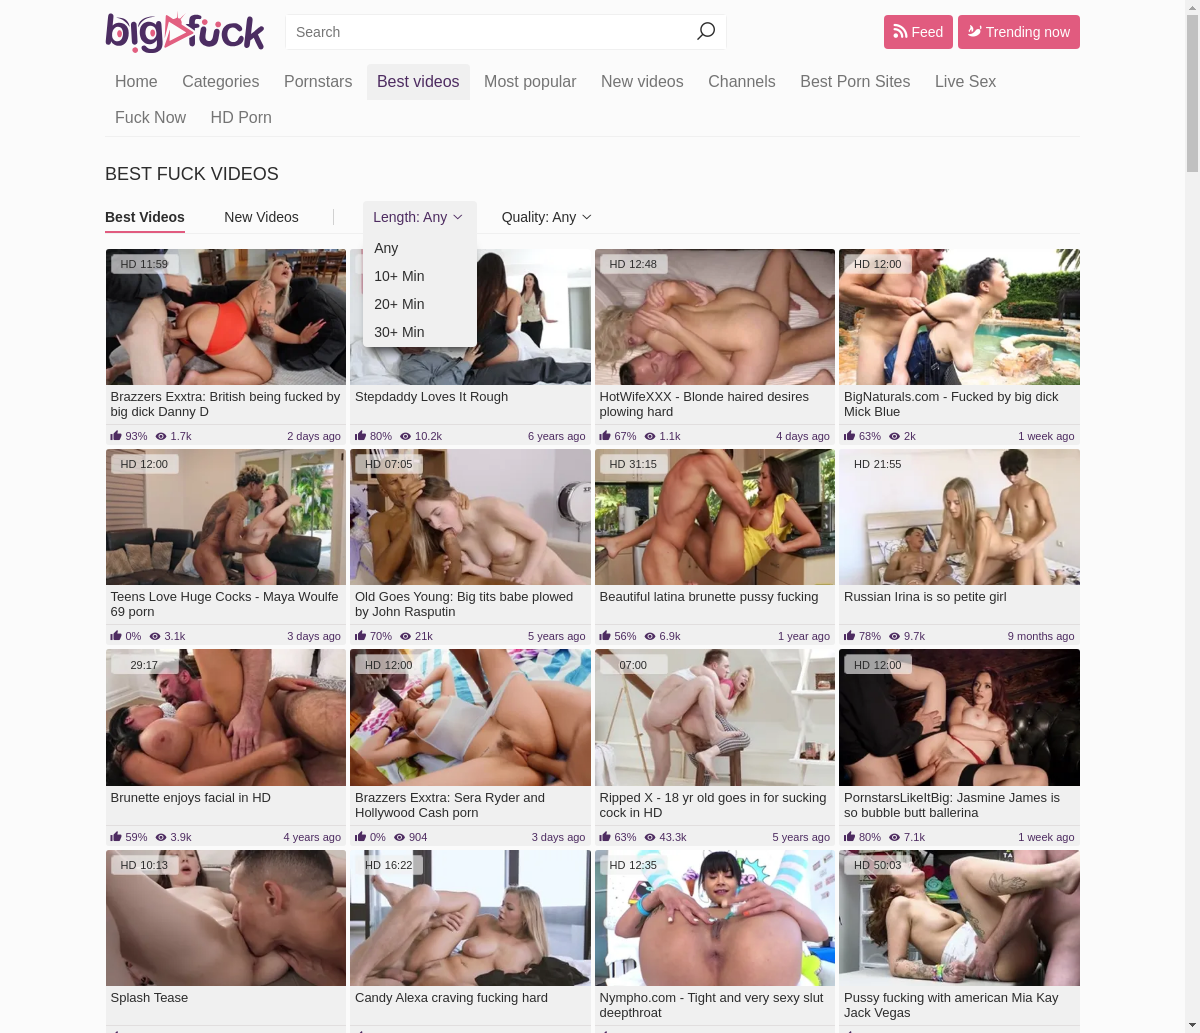 bigfuck
Search
Feed
Trending now
Home Categories Pornstars Best videos Most popular New videos Channels Best Porn Sites Live Sex
Fuck Now HD Porn
BEST FUCK VIDEOS
Best Videos New Videos Length: Any Quality: Any
Any
10+ Min
20+ Min
30+ Min
HD 11:59
HD 12:48
HD 12:00
Brazzers Exxtra: British being fucked by
big dick Danny D
93% 1.7k 2 days ago
Stepdaddy Loves It Rough
80% 10.2k 6 years ago
HotWifeXXX - Blonde haired desires
plowing hard
67% 1.1k 4 days ago
BigNaturals.com - Fucked by big dick
Mick Blue
63% 2k 1 week ago
HD 12:00
HD 07:05
HD 31:15
HD 21:55
Teens Love Huge Cocks - Maya Woulfe
69 porn
0% 3.1k 3 days ago
Old Goes Young: Big tits babe plowed
by John Rasputin
70% 21k 5 years ago
Beautiful latina brunette pussy fucking
56% 6.9k 1 year ago
Russian Irina is so petite girl
78% 9.7k 9 months ago
29:17
HD 12:00
07:00
HD 12:00
Brunette enjoys facial in HD
59% 3.9k 4 years ago
Brazzers Exxtra: Sera Ryder and
Hollywood Cash porn
0% 904 3 days ago
Ripped X - 18 yr old goes in for sucking
cock in HD
63% 43.3k 5 years ago
PornstarsLikeItBig: Jasmine James is
so bubble butt ballerina
80% 7.1k 1 week ago
HD 10:13
HD 16:22
HD 12:35
HD 50:03
Splash Tease
Candy Alexa craving fucking hard
Nympho.com - Tight and very sexy slut
deepthroat
Pussy fucking with american Mia Kay
Jack Vegas